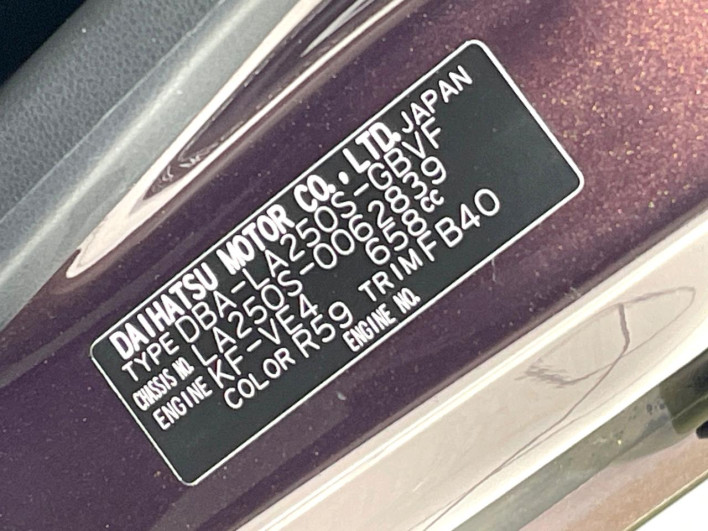 DAIHATSU MOTOR CO., LTD. JAPAN
TYPE DBA-LA250S-GBVF
CHASSIS NO. LA250S-0062839
ENGINE KF-VE4 658cc
COLOR R59 TRIM FB40
ENGINE NO.